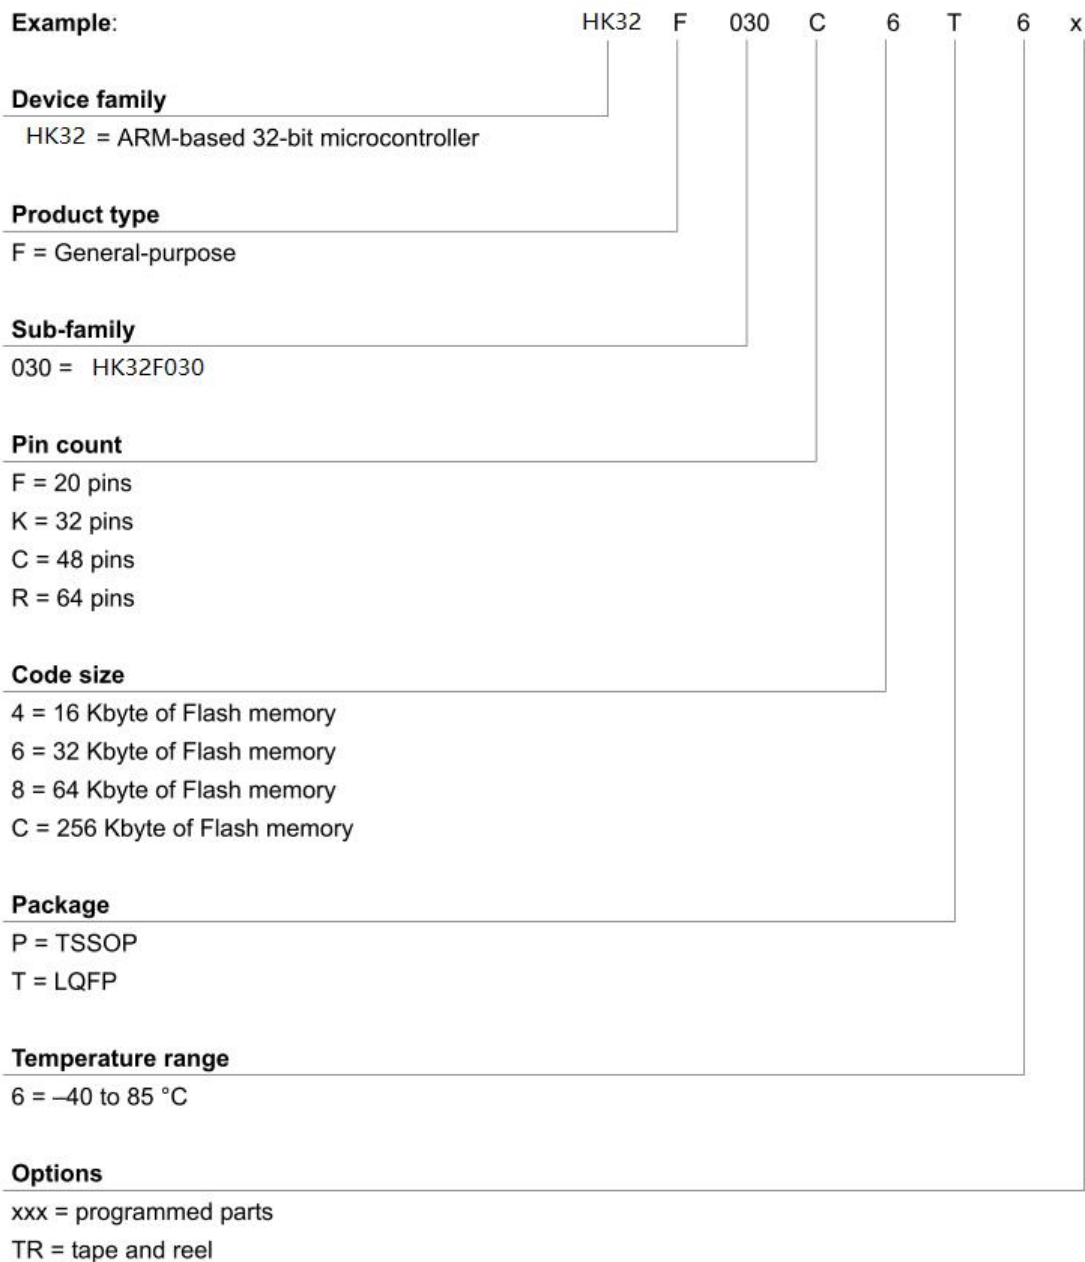 Example: HK32 F 030 C 6 T 6 x
Device family
HK32 = ARM-based 32-bit microcontroller
Product type
F = General-purpose
Sub-family
030 = HK32F030
Pin count
F = 20 pins
K = 32 pins
C = 48 pins
R = 64 pins
Code size
4 = 16 Kbyte of Flash memory
6 = 32 Kbyte of Flash memory
8 = 64 Kbyte of Flash memory
C = 256 Kbyte of Flash memory
Package
P = TSSOP
T = LQFP
Temperature range
6 = –40 to 85 °C
Options
xxx = programmed parts
TR = tape and reel